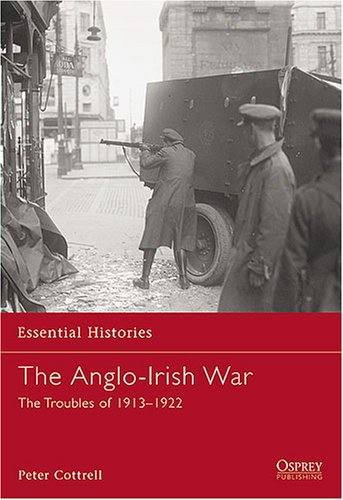 Essential Histories
The Anglo-Irish War
The Troubles of 1913–1922
Peter Cottrell
OSPREY
PUBLISHING